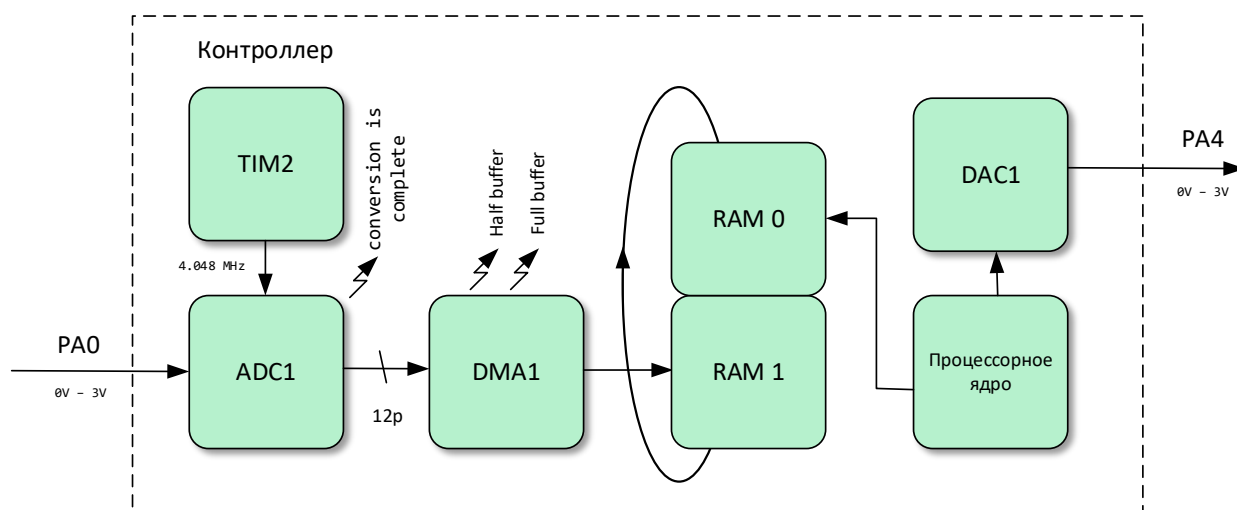 Контроллер
TIM2
conversion is
complete
4.048 MHz
PA0
0V – 3V
ADC1
12р
Half buffer
Full buffer
DMA1
RAM 0
RAM 1
DAC1
Процессорное
ядро
PA4
0V – 3V